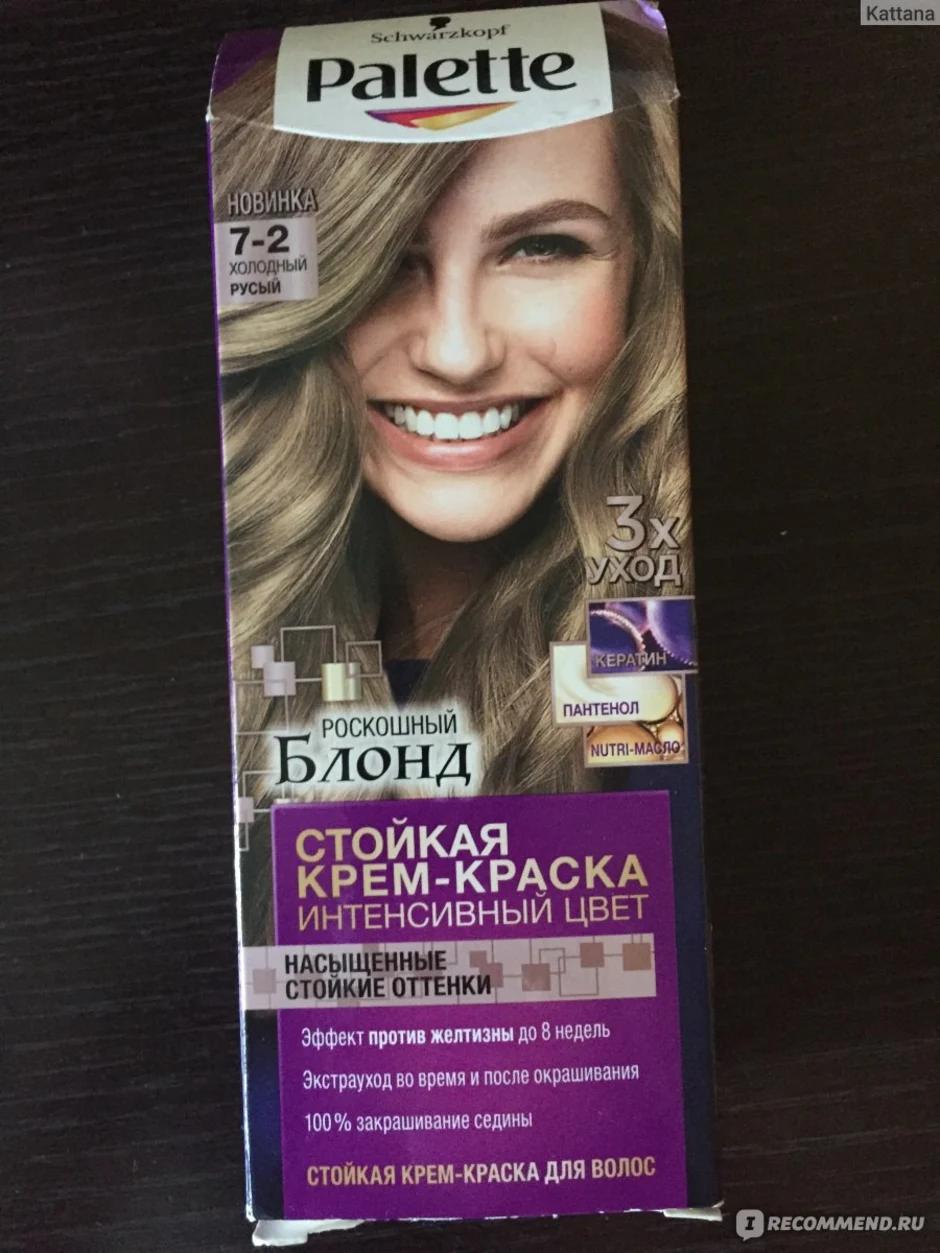 Kattana
Schwarzkopf
Palette
НОВИНКА
7-2
ХОЛОДНЫЙ
РУСЫЙ
3х
УХОД
КЕРАТИН
ПАНТЕНОЛ
NUTRI-МАСЛО
РОСКОШНЫЙ
БЛОНД
СТОЙКАЯ
КРЕМ-КРАСКА
ИНТЕНСИВНЫЙ ЦВЕТ
НАСЫЩЕННЫЕ
СТОЙКИЕ ОТТЕНКИ
Эффект против желтизны до 8 недель
Экстрауход во время и после окрашивания
100% закрашивание седины
СТОЙКАЯ КРЕМ-КРАСКА ДЛЯ ВОЛОС
I RECOMMEND.RU